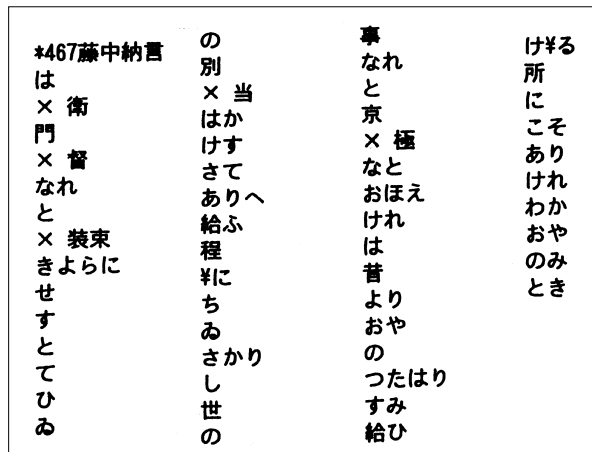 *467藤中納言
は
× 衛
門
× 督
なれ
と
× 装束
きよらに
せ
す
と
て
ひ
ゐ
の
別
× 当
はか
けす
さて
ありへ
給ふ
程
¥に
ち
ゐ
さかり
し
世の
事
なれ
と
京
× 極
なと
おほえ
けれ
は
昔
より
おや
の
つたはり
すみ
給ひ
け¥る
所
に
こそ
あり
けれ
わか
おや
のみ
とき